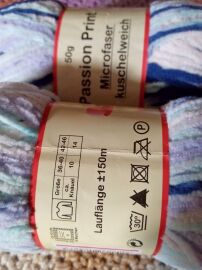 50g
Passion Print
Microfaser
kuschelweich
Größe 36-40 42-46
ca. Knäuel 10 14
Lauflänge ±150m
30°
P